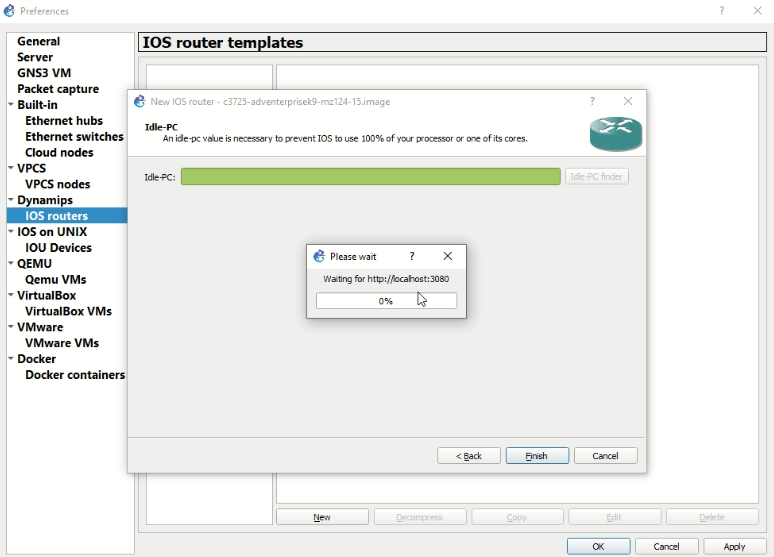 Preferences
General
Server
GNS3 VM
Packet capture
Built-in
Ethernet hubs
Ethernet switches
Cloud nodes
VPCS
VPCS nodes
Dynamips
IOS routers
IOS on UNIX
IOU Devices
QEMU
Qemu VMs
VirtualBox
VirtualBox VMs
VMware
VMware VMs
Docker
Docker containers
IOS router templates
New IOS router - c3725-adventerprisek9-mz124-15.image
Idle-PC
An idle-pc value is necessary to prevent IOS to use 100% of your processor or one of its cores.
Idle-PC:
Idle-PC finder
Please wait
Waiting for http://localhost:3080
0%
< Back
Finish
Cancel
New
Decompress
Copy
Edit
Delete
OK
Cancel
Apply